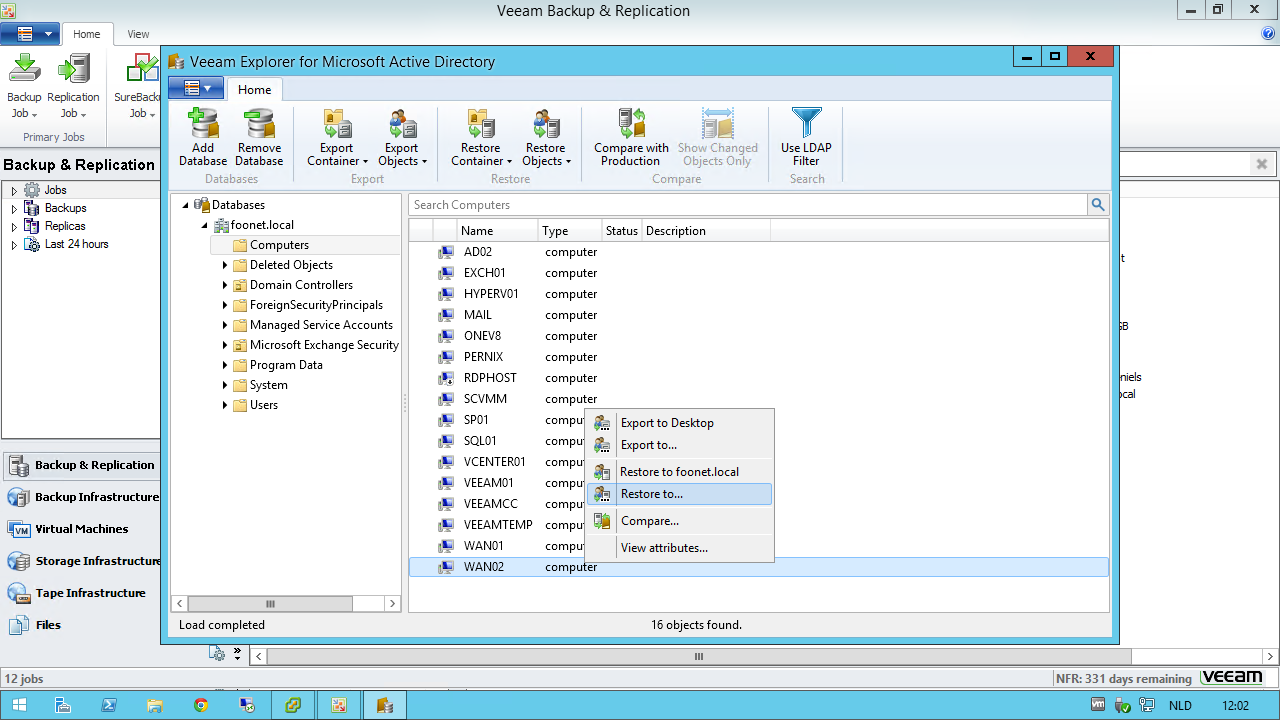 Veeam Backup & Replication
Home
View
Backup
Job
Replication
Job
SureBack
Job
Primary Jobs
Backup & Replication
Jobs
Backups
Replicas
Last 24 hours
Backup & Replication
Backup Infrastructure
Virtual Machines
Storage Infrastructure
Tape Infrastructure
Files
Veeam Explorer for Microsoft Active Directory
Home
Add
Database
Remove
Database
Databases
Export
Container
Export
Objects
Export
Restore
Container
Restore
Objects
Restore
Compare with
Production
Show Changed
Objects Only
Compare
Use LDAP
Filter
Search
Databases
foonet.local
Computers
Deleted Objects
Domain Controllers
ForeignSecurityPrincipals
Managed Service Accounts
Microsoft Exchange Security
Program Data
System
Users
Search Computers
Name Type Status Description
AD02 computer
EXCH01 computer
HYPERV01 computer
MAIL computer
ONEV8 computer
PERNIX computer
RDPHOST computer
SCVMM computer
SP01 comput
SQL01 comput
VCENTER01 comput
VEEAM01 comput
VEEAMCC comput
VEEAMTEMP comput
WAN01 comput
WAN02 computer
Export to Desktop
Export to...
Restore to foonet.local
Restore to...
Compare...
View attributes...
Load completed
16 objects found.
t
GB
niels
ocal
12 jobs
NFR: 331 days remaining
veeam
vm
NLD
12:02